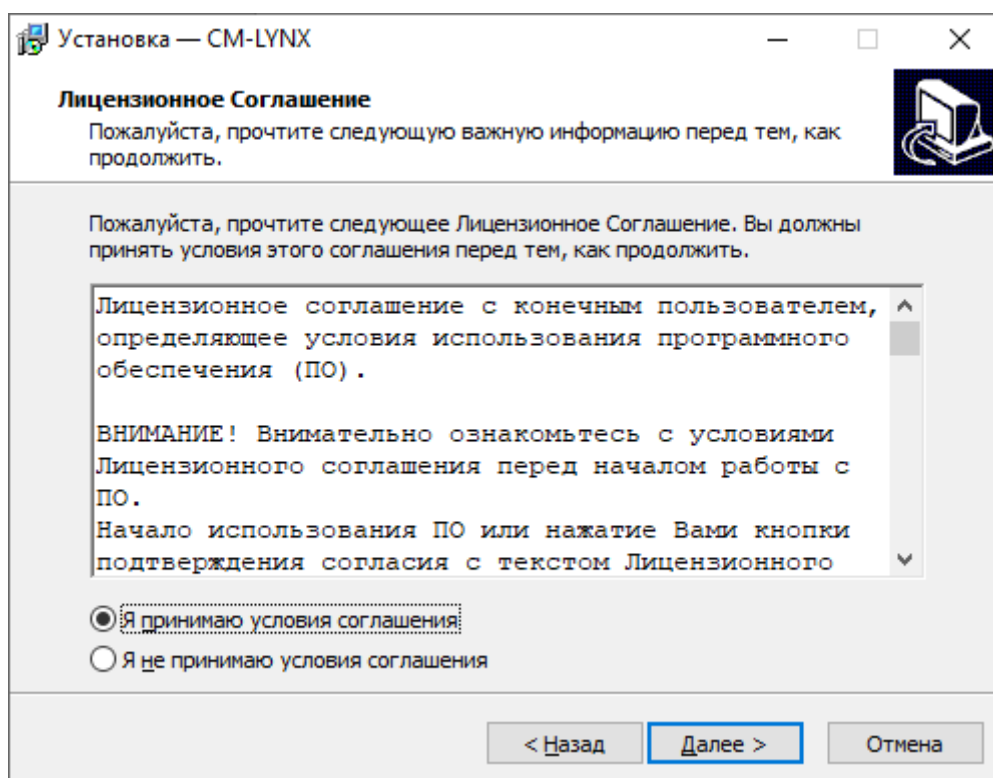 Установка — CM-LYNX
Лицензионное Соглашение
Пожалуйста, прочтите следующую важную информацию перед тем, как
продолжить.
Пожалуйста, прочтите следующее Лицензионное Соглашение. Вы должны
принять условия этого соглашения перед тем, как продолжить.
Лицензионное соглашение с конечным пользователем,
определяющее условия использования программного
обеспечения (ПО).
ВНИМАНИЕ! Внимательно ознакомьтесь с условиями
Лицензионного соглашения перед началом работы с
ПО.
Начало использования ПО или нажатие Вами кнопки
подтверждения согласия с текстом Лицензионного
Я принимаю условия соглашения
Я не принимаю условия соглашения
< Назад Далее > Отмена